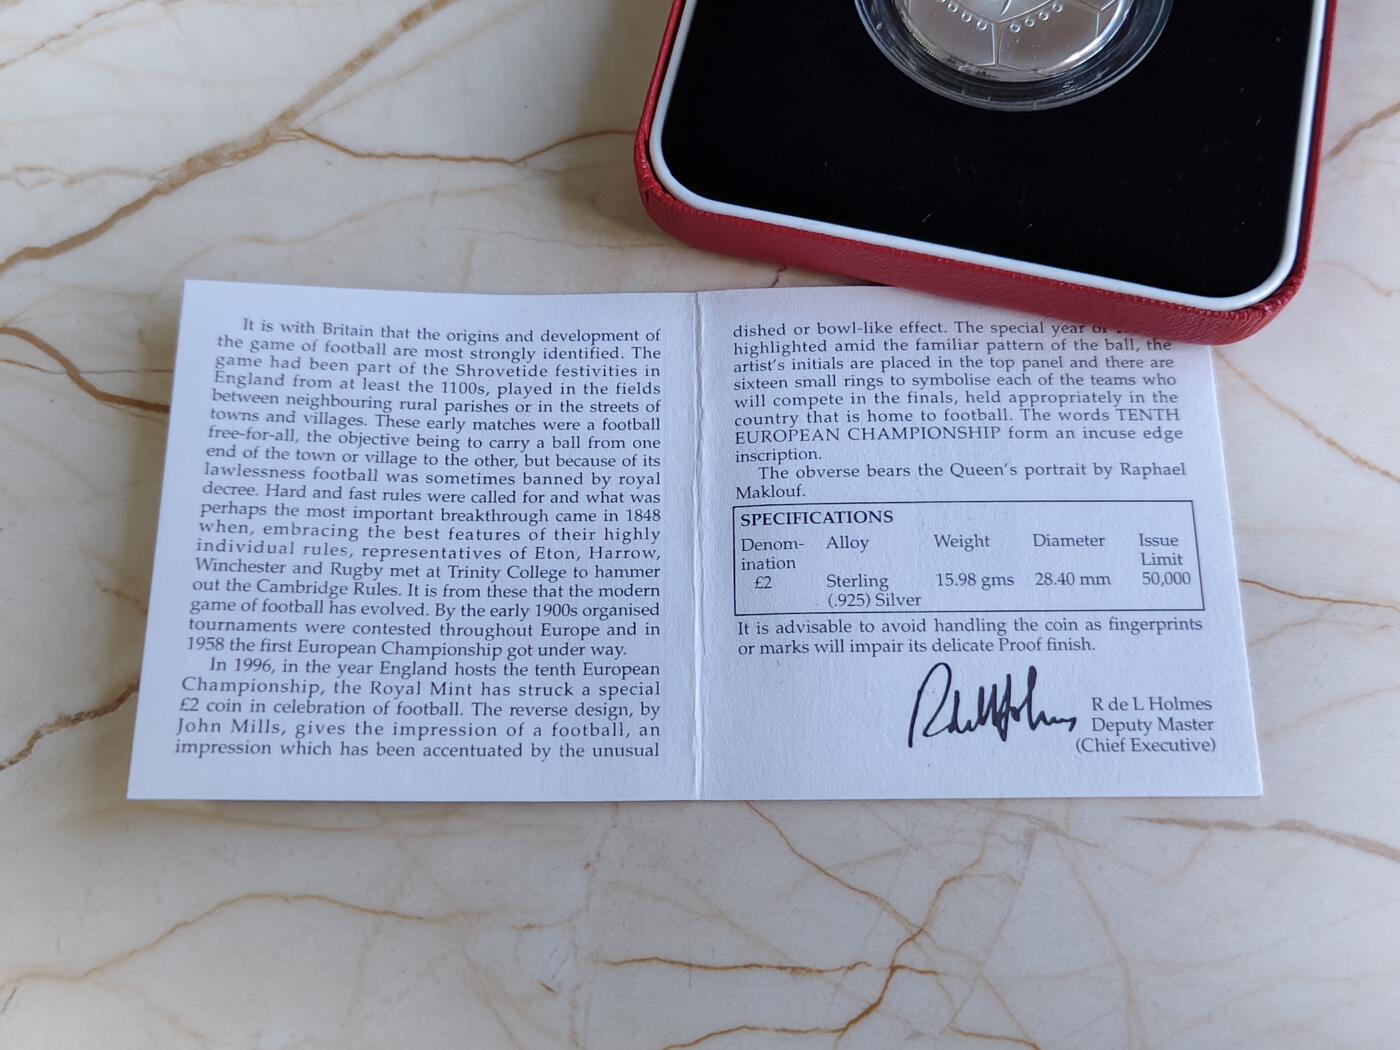 It is with Britain that the origins and development of
the game of football are most strongly identified. The
game had been part of the Shrovetide festivities in
England from at least the 1100s, played in the fields
between neighbouring rural parishes or in the streets of
towns and villages. These early matches were a football
free-for-all, the objective being to carry a ball from one
end of the town or village to the other, but because of its
lawlessness football was sometimes banned by royal
decree. Hard and fast rules were called for and what was
perhaps the most important breakthrough came in 1848
when, embracing the best features of their highly
individual rules, representatives of Eton, Harrow,
Winchester and Rugby met at Trinity College to hammer
out the Cambridge Rules. It is from these that the modern
game of football has evolved. By the early 1900s organised
tournaments were contested throughout Europe and in
1958 the first European Championship got under way.
In 1996, in the year England hosts the tenth European
Championship, the Royal Mint has struck a special
£2 coin in celebration of football. The reverse design, by
John Mills, gives the impression of a football, an
impression which has been accentuated by the unusual
dished or bowl-like effect. The special year of
highlighted amid the familiar pattern of the ball, the
artist's initials are placed in the top panel and there are
sixteen small rings to symbolise each of the teams who
will compete in the finals, held appropriately in the
country that is home to football. The words TENTH
EUROPEAN CHAMPIONSHIP form an incuse edge
inscription.
The obverse bears the Queen's portrait by Raphael
Maklouf.
SPECIFICATIONS
Denom- Alloy Weight Diameter Issue
ination Limit
£2 Sterling 15.98 gms 28.40 mm 50,000
(.925) Silver
It is advisable to avoid handling the coin as fingerprints
or marks will impair its delicate Proof finish.
R de L Holmes
Deputy Master
(Chief Executive)